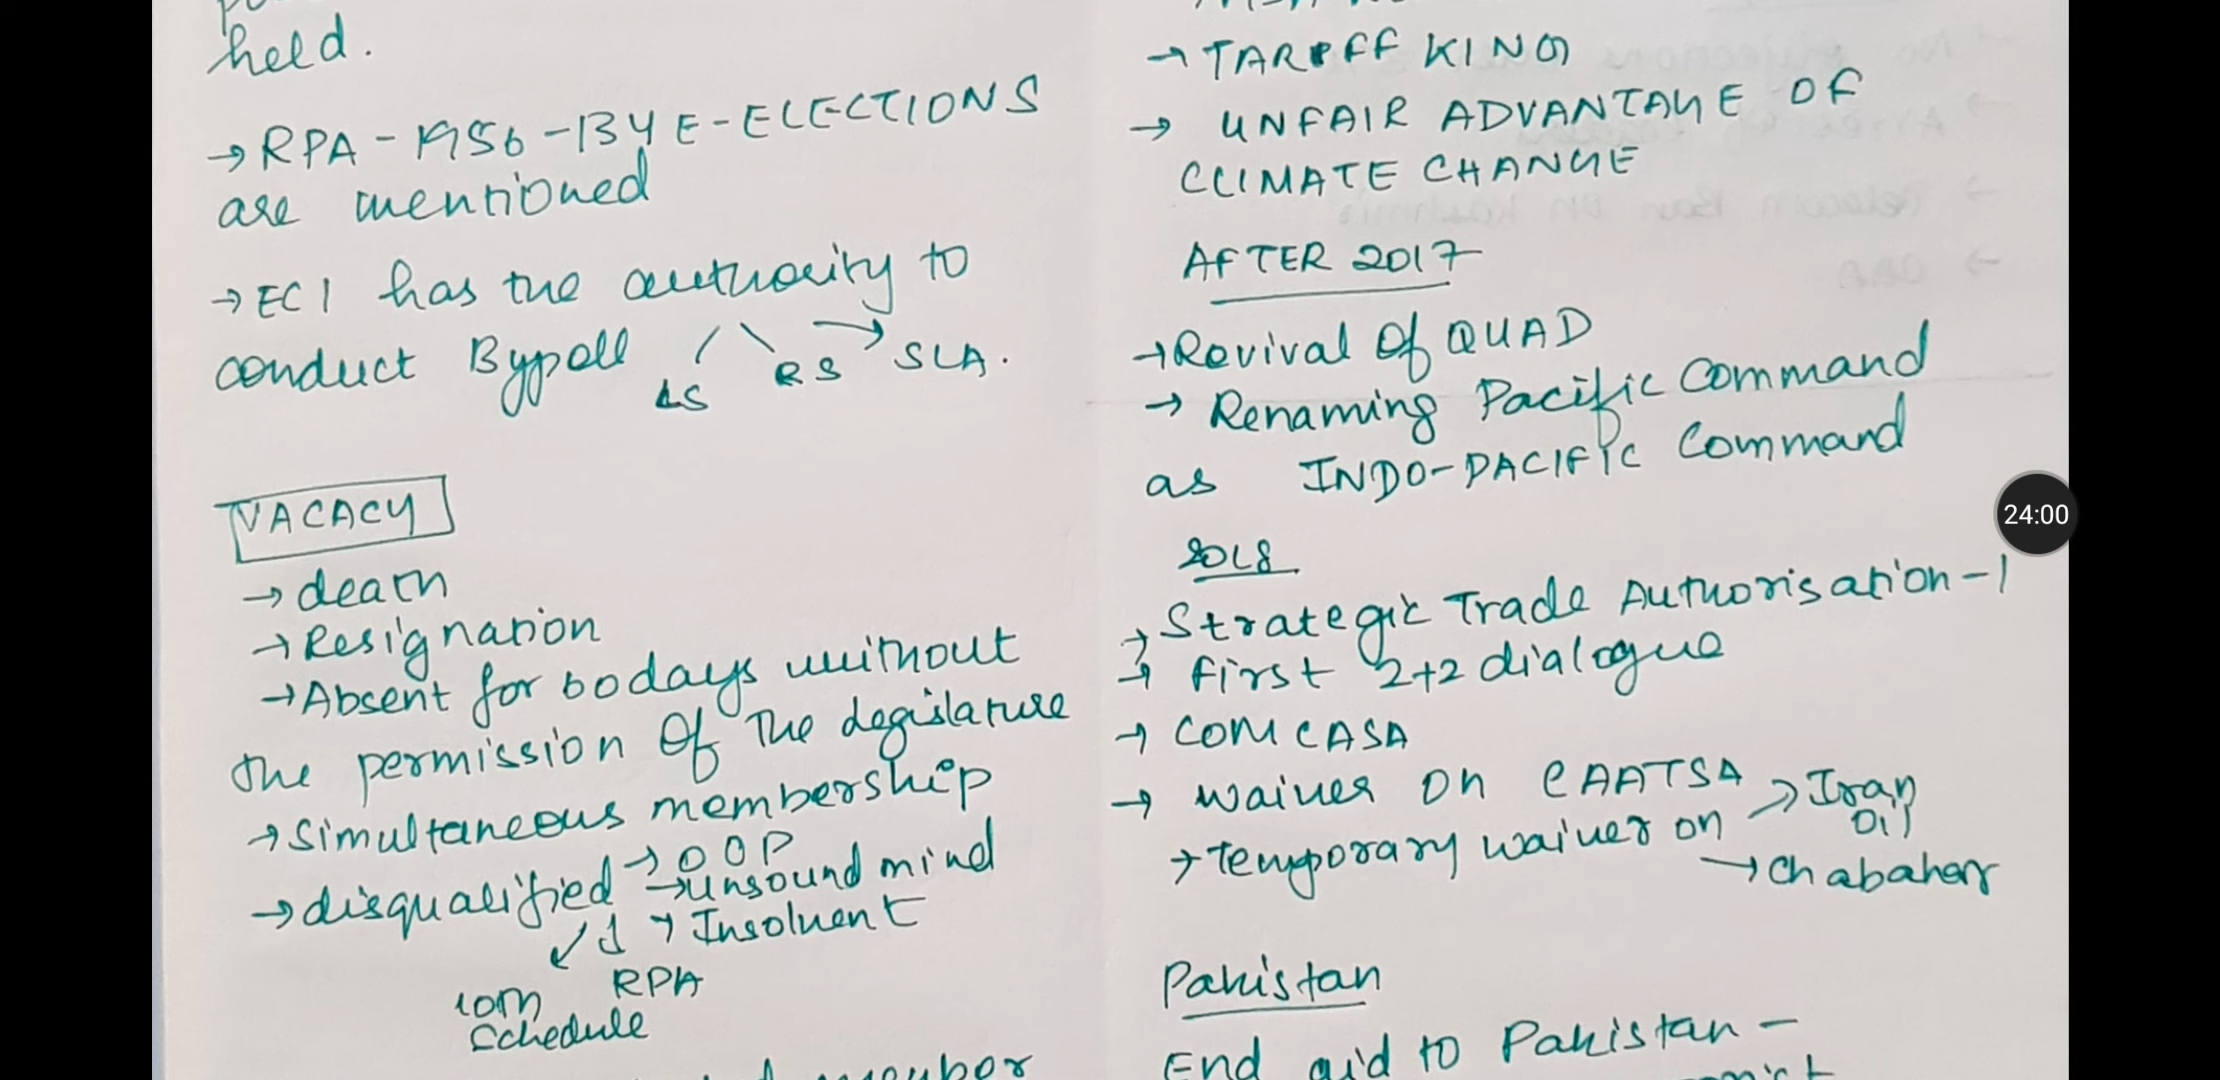 held.
→ RPA - 1956 - BYE-ELECTIONS
are mentioned
→ ECI has the authority to
conduct Bypoll LS RS SLA.
VACACY
→ death
→ Resignation
→ Absent for 60 days without
the permission of The legislature
→ Simultaneous membership
→ disqualified → OOP
→ unsound mind
→ Insolvent
RPA
10th
Schedule
member
→ TARIFF KING
→ UNFAIR ADVANTAGE OF
CLIMATE CHANGE
AFTER 2017
→ Revival Of QUAD
→ Renaming Pacific Command
as INDO-PACIFIC Command
2018
→ Strategic Trade Authorisation - 1
→ first 2+2 dialogue
→ COMCASA
→ waiver on CAATSA
→ temporary waiver on → Iran
Oil
→ Chabahar
Pakistan
End aid to Pakistan -
24:00